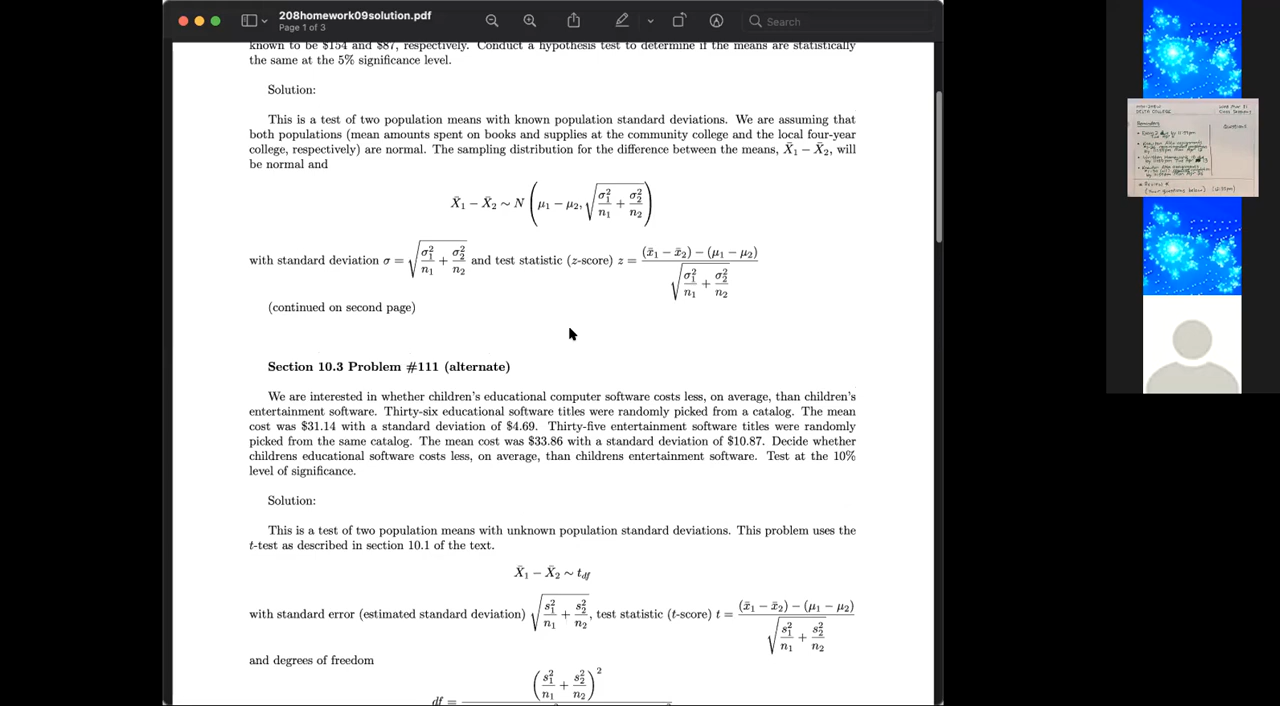 208homework09solution.pdf
Page 1 of 3
Search
known to be $154 and $87, respectively. Conduct a hypothesis test to determine if the means are statistically
the same at the 5% significance level.
Solution:
This is a test of two population means with known population standard deviations. We are assuming that
both populations (mean amounts spent on books and supplies at the community college and the local four-year
college, respectively) are normal. The sampling distribution for the difference between the means, X̄₁ − X̄₂, will
be normal and
X̄₁ − X̄₂ ∼ N(μ₁ − μ₂, √(σ₁²/n₁ + σ₂²/n₂))
with standard deviation σ = √(σ₁²/n₁ + σ₂²/n₂) and test statistic (z-score) z = ((x̄₁ − x̄₂) − (μ₁ − μ₂))/√(σ₁²/n₁ + σ₂²/n₂)
(continued on second page)
Section 10.3 Problem #111 (alternate)
We are interested in whether children's educational computer software costs less, on average, than children's
entertainment software. Thirty-six educational software titles were randomly picked from a catalog. The mean
cost was $31.14 with a standard deviation of $4.69. Thirty-five entertainment software titles were randomly
picked from the same catalog. The mean cost was $33.86 with a standard deviation of $10.87. Decide whether
childrens educational software costs less, on average, than childrens entertainment software. Test at the 10%
level of significance.
Solution:
This is a test of two population means with unknown population standard deviations. This problem uses the
t-test as described in section 10.1 of the text.
X̄₁ − X̄₂ ∼ t_df
with standard error (estimated standard deviation) √(s₁²/n₁ + s₂²/n₂), test statistic (t-score) t = ((x̄₁ − x̄₂) − (μ₁ − μ₂))/√(s₁²/n₁ + s₂²/n₂)
and degrees of freedom
df = (s₁²/n₁ + s₂²/n₂)²
DELTA COLLEGE
Reminders
Questions